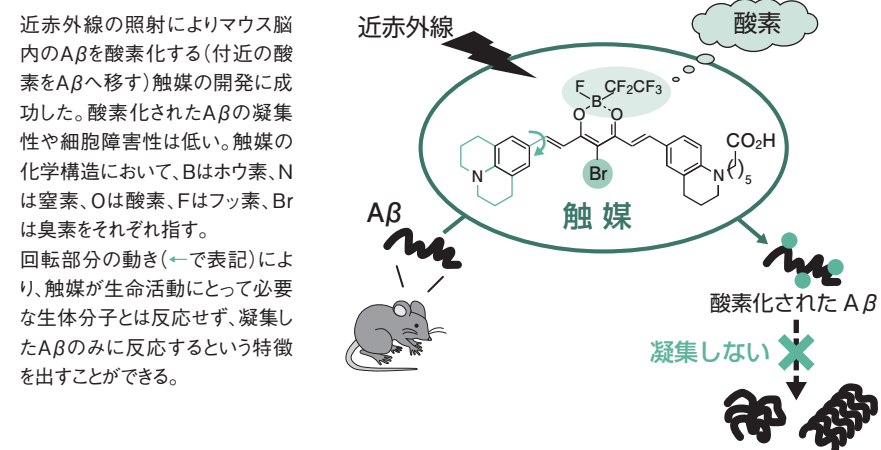 近赤外線の照射によりマウス脳
内のAβを酸素化する(付近の酸
素をAβへ移す)触媒の開発に成
功した。酸素化されたAβの凝集
性や細胞障害性は低い。触媒の
化学構造において、Bはホウ素、N
は窒素、Oは酸素、Fはフッ素、Br
は臭素をそれぞれ指す。
回転部分の動き(←で表記)によ
り、触媒が生命活動にとって必要
な生体分子とは反応せず、凝集し
たAβのみに反応するという特徴
を出すことができる。
近赤外線
酸素
F CF2CF3
B
O O
CO2H
N Br N ( )5
触媒
Aβ
酸素化された Aβ
凝集しない